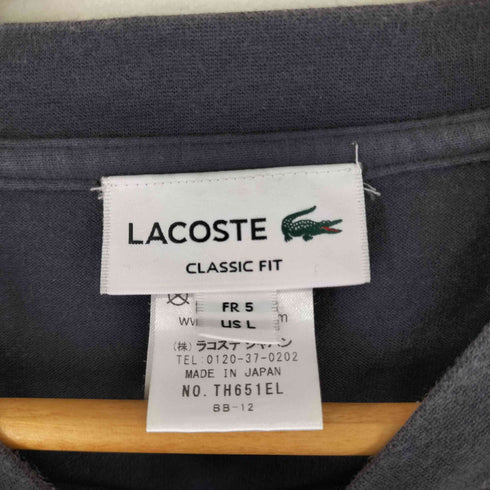 LACOSTE
CLASSIC FIT
FR 5
US L
(株) ラコステ ジャパン
TEL:0120-37-0202
MADE IN JAPAN
NO. TH651EL
BB-12